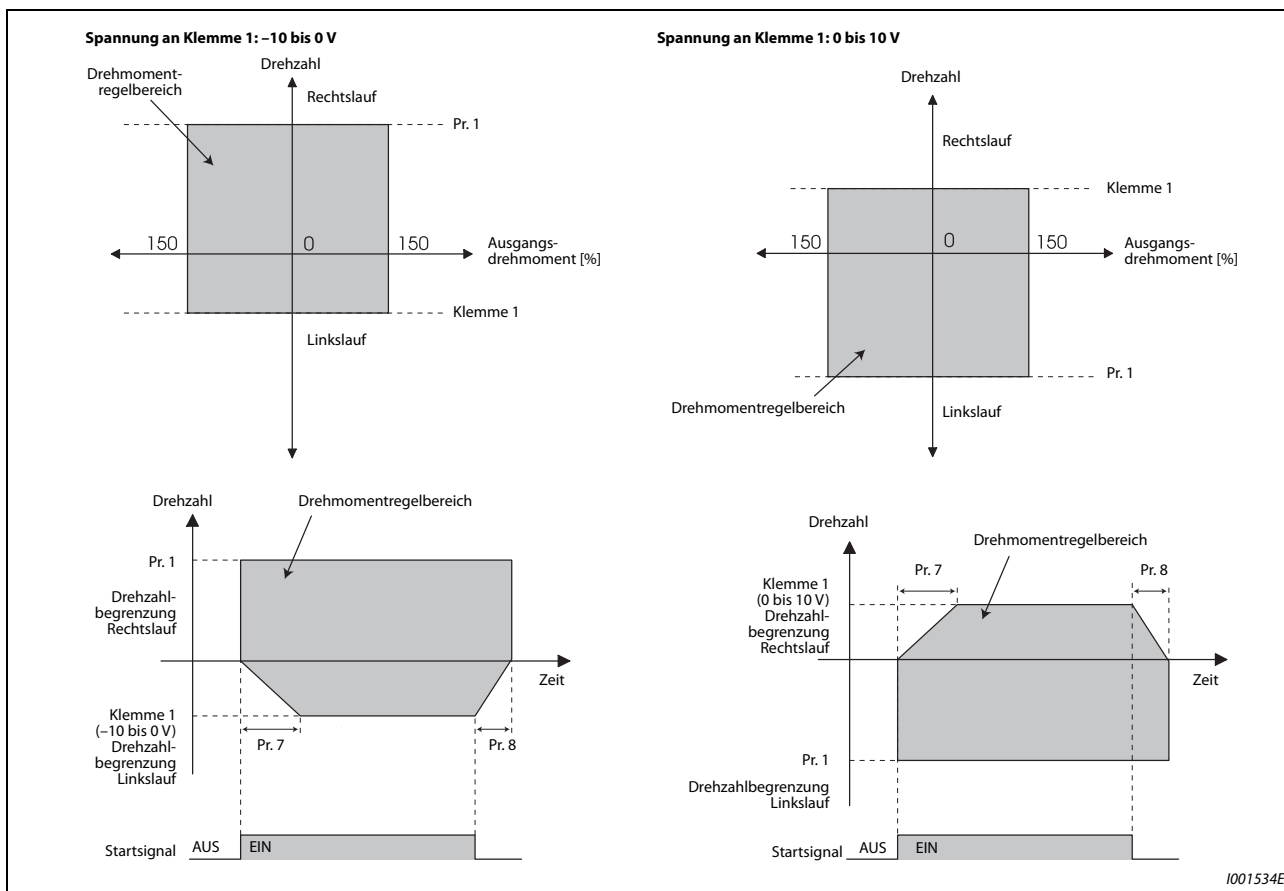 Spannung an Klemme 1: –10 bis 0 V
Drehzahl
Drehmoment-
regelbereich
Rechtslauf
Pr. 1
150
0
150
Ausgangs-
drehmoment [%]
Klemme 1
Linkslauf
Spannung an Klemme 1: 0 bis 10 V
Drehzahl
Rechtslauf
Klemme 1
150
0
150
Ausgangs-
drehmoment [%]
Pr. 1
Drehmomentregelbereich
Linkslauf
Drehzahl
Drehmomentregelbereich
Pr. 1
Drehzahl-
begrenzung
Rechtslauf
Zeit
Klemme 1
(–10 bis 0 V)
Drehzahl-
begrenzung
Linkslauf
Pr. 7
Pr. 8
Startsignal
AUS
EIN
Drehzahl
Drehmomentregelbereich
Pr. 7
Pr. 8
Klemme 1
(0 bis 10 V)
Drehzahl-
begrenzung
Rechtslauf
Zeit
Pr. 1
Drehzahlbegrenzung
Linkslauf
Startsignal
AUS
EIN
I001534E